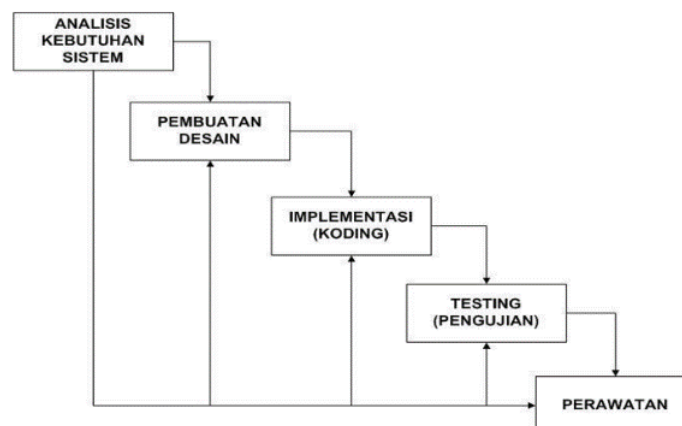 ANALISIS
KEBUTUHAN
SISTEM
PEMBUATAN
DESAIN
IMPLEMENTASI
(KODING)
TESTING
(PENGUJIAN)
PERAWATAN